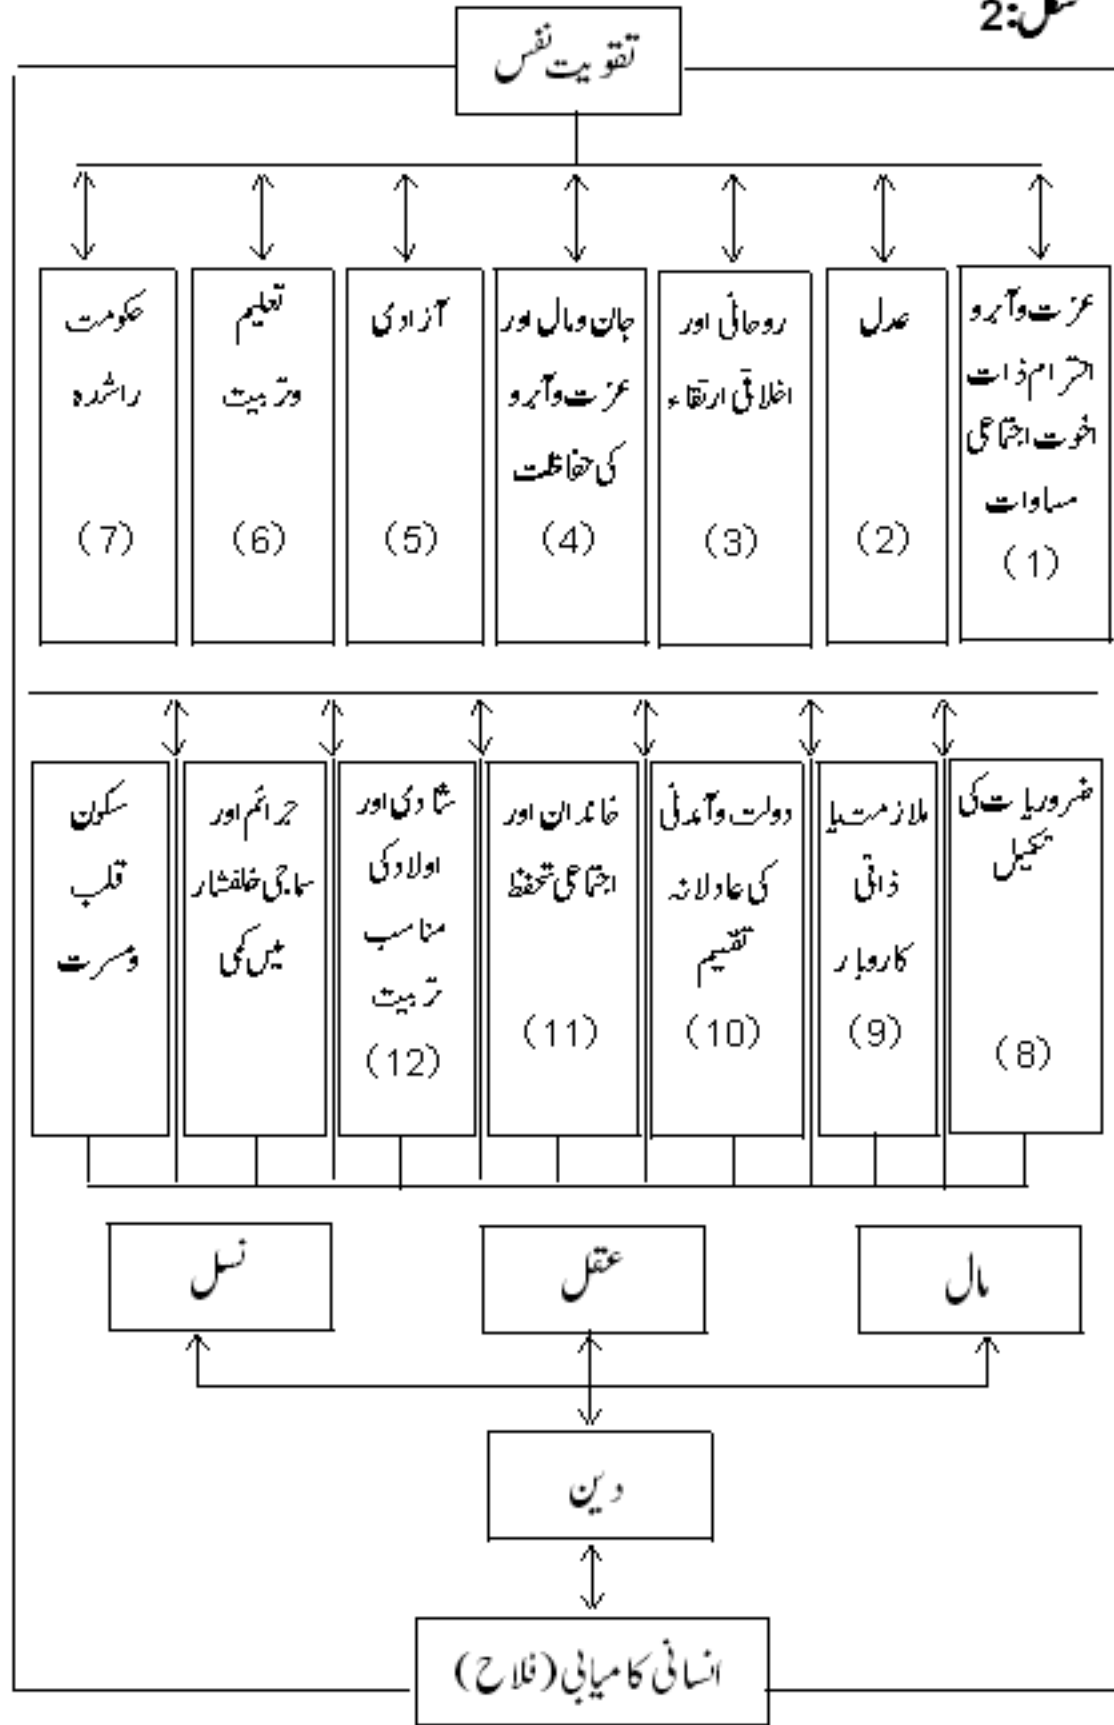 شکل:2
تقویت نفس
عزت وآبرو
احترام ذات
اخوت اجتماعی
مساوات
(1)
عدل
(2)
روحانی اور
اخلاقی ارتقاء
(3)
جان ومال اور
عزت وآبرو
کی حفاظت
(4)
آزادی
(5)
تعلیم
وتربیت
(6)
حکومت
راشدہ
(7)
ضروریات کی
تکمیل
(8)
ملازمت یا
ذاتی
کاروبار
(9)
دولت وآمدنی
کی عادلانہ
تقسیم
(10)
خاندان اور
اجتماعی تحفظ
(11)
شادی اور
اولاد کی
مناسب
تربیت
(12)
جرائم اور
سماجی خلفشار
میں کمی
سکون
قلب
ومسرت
مال
عقل
نسل
دین
انسانی کامیابی (فلاح)